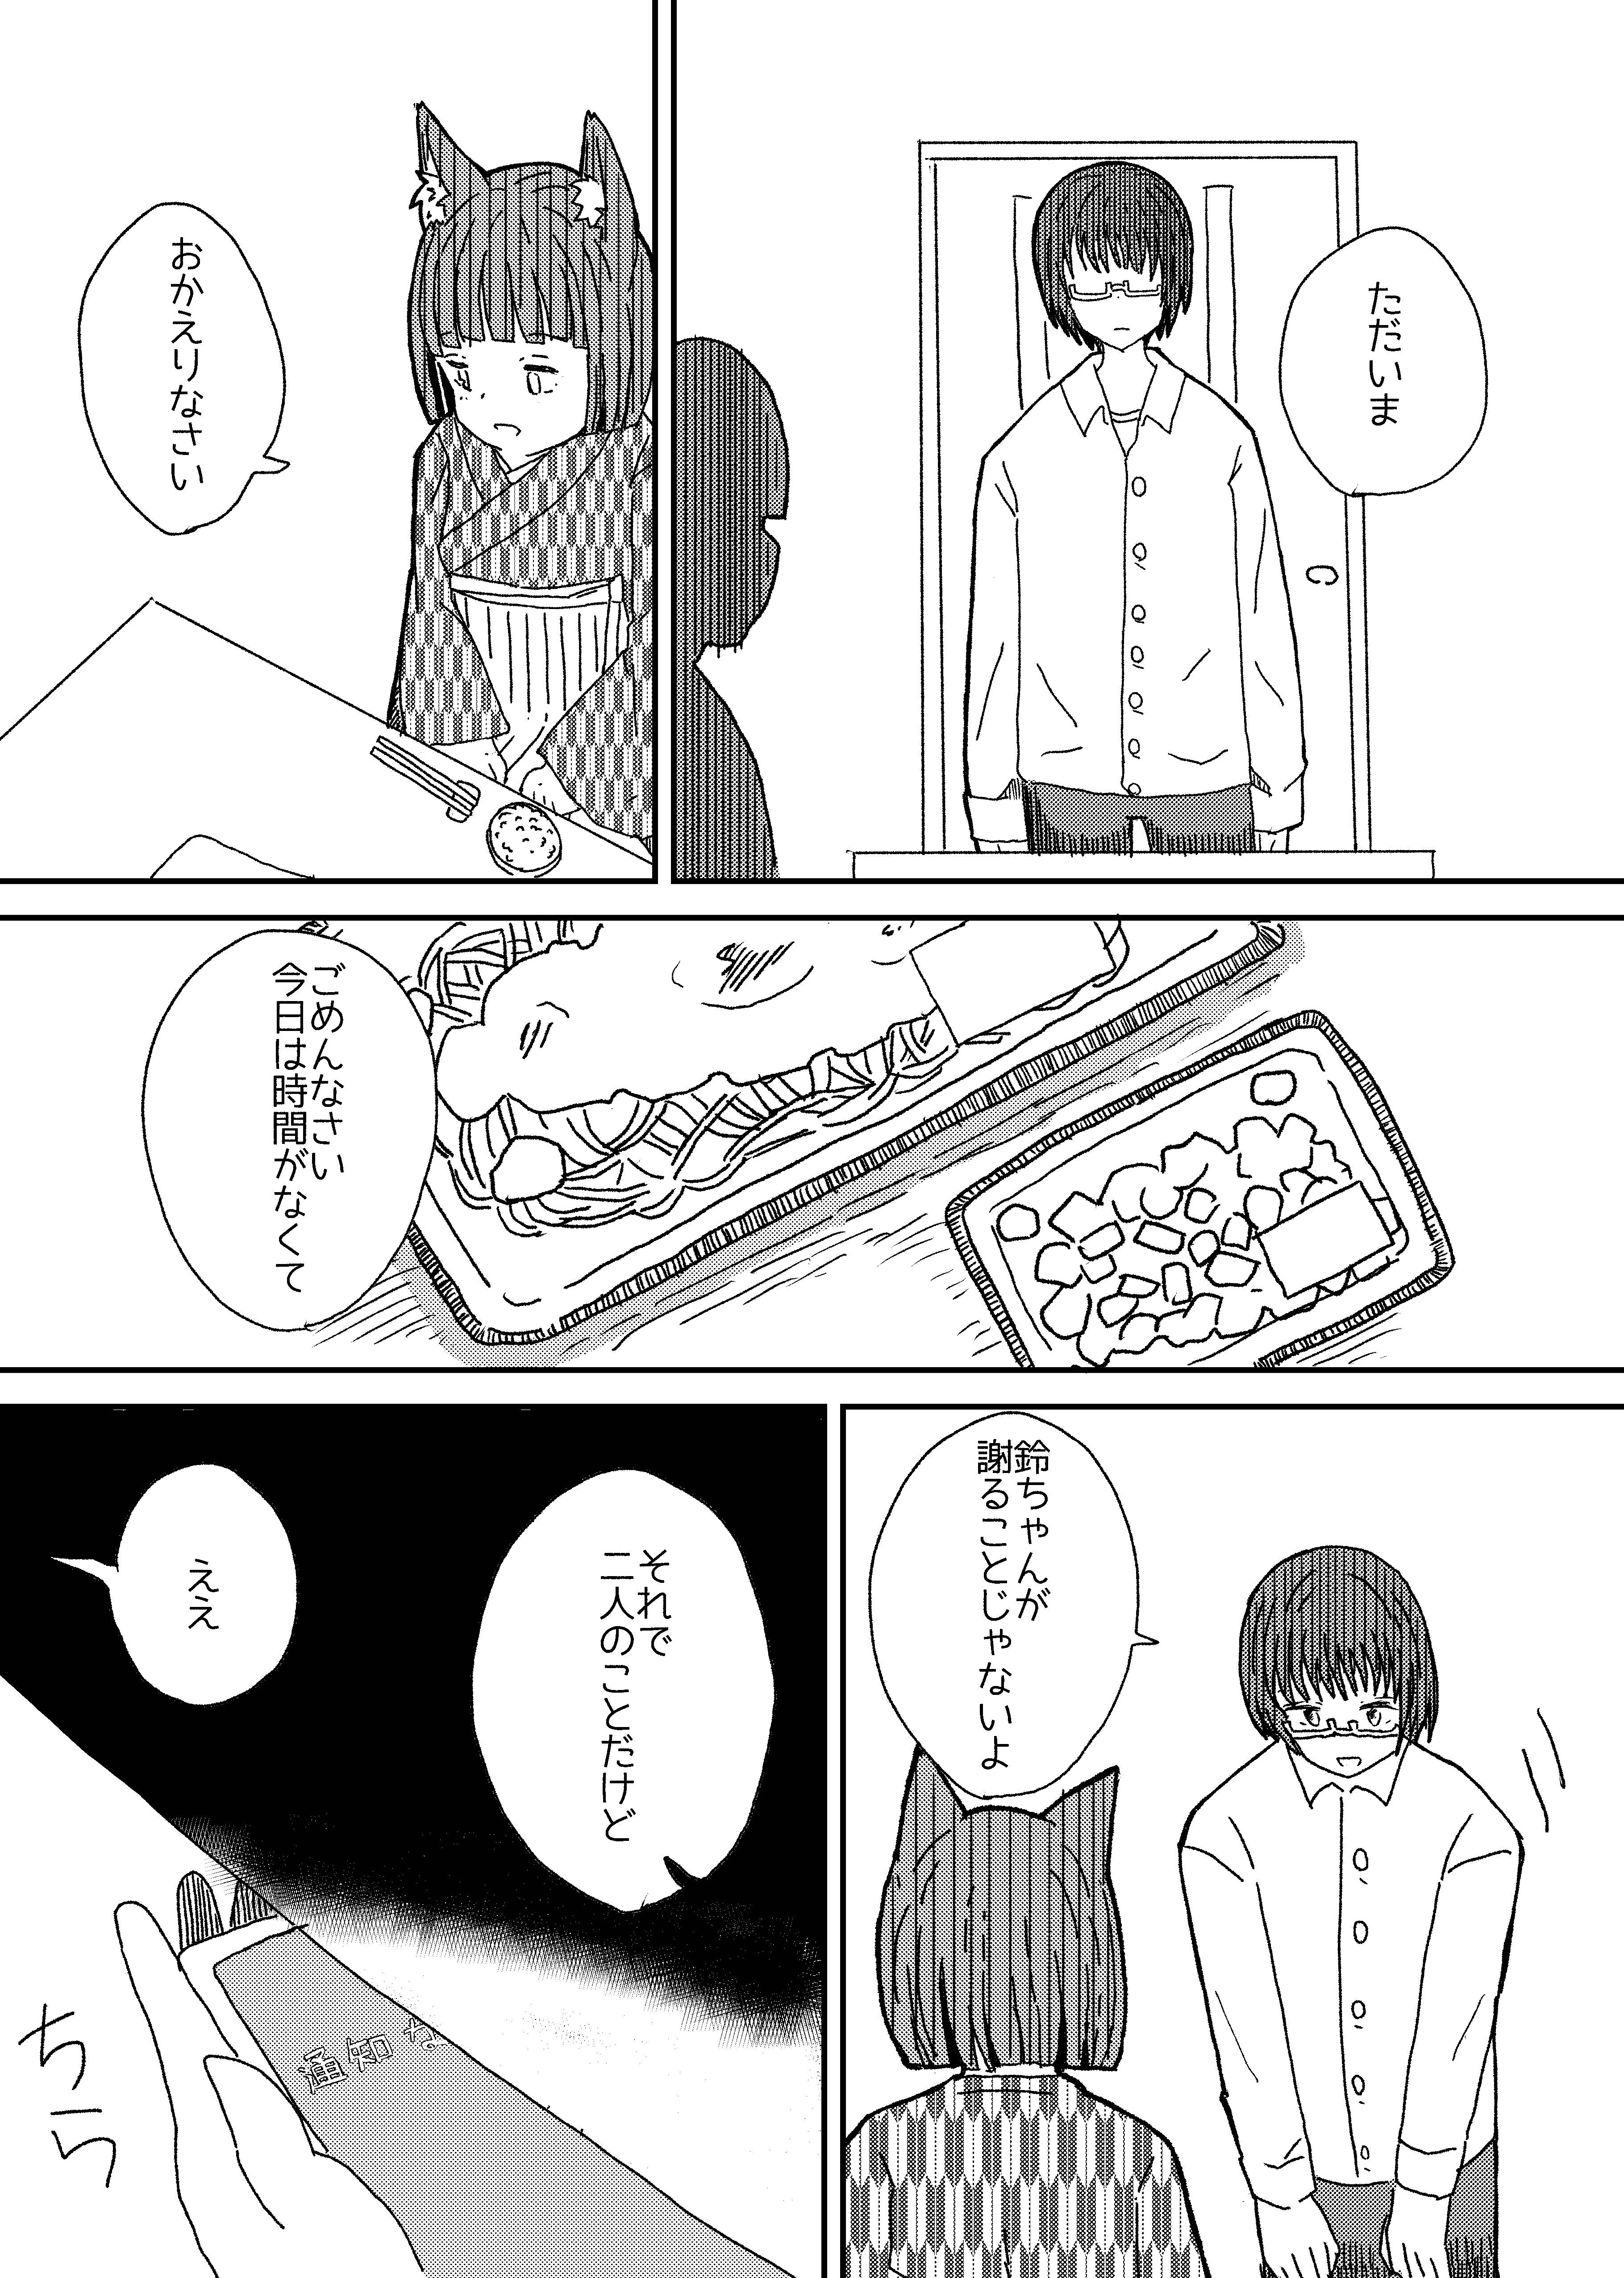 ただいま
おかえりなさい
ごめんなさい
今日は時間がなくて
鈴ちゃんが
謝ることじゃないよ
それで
二人のことだけど
ええ
通知な
ちら